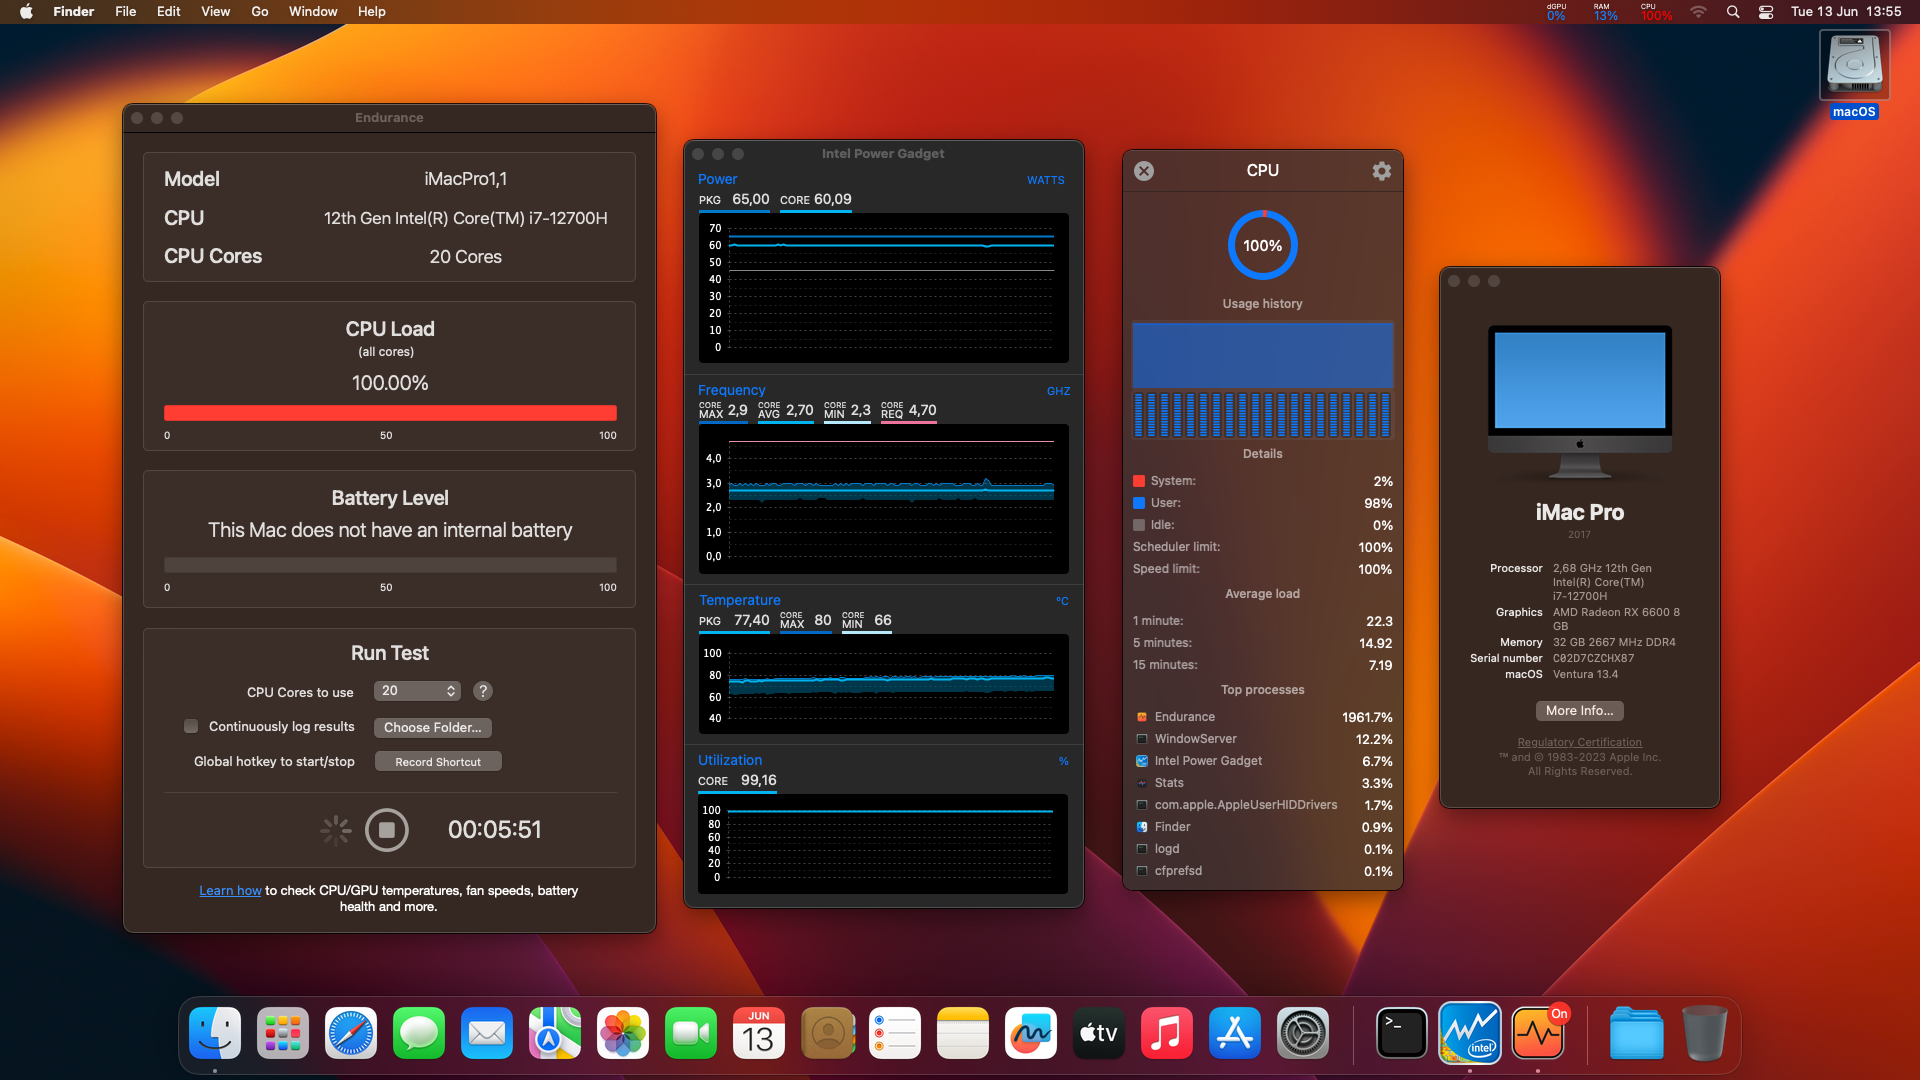 Finder File Edit View Go Window Help
dGPU 0% RAM 13% CPU 100% Tue 13 Jun 13:55
macOS
Endurance
Model iMacPro1,1
CPU 12th Gen Intel(R) Core(TM) i7-12700H
CPU Cores 20 Cores
CPU Load
(all cores)
100.00%
0 50 100
Battery Level
This Mac does not have an internal battery
0 50 100
Run Test
CPU Cores to use 20 ?
Continuously log results Choose Folder...
Global hotkey to start/stop Record Shortcut
00:05:51
Learn how to check CPU/GPU temperatures, fan speeds, battery
health and more.
Intel Power Gadget
Power WATTS
PKG 65,00 CORE 60,09
70
60
50
40
30
20
10
0
Frequency GHZ
CORE MAX 2,9 CORE AVG 2,70 CORE MIN 2,3 CORE REQ 4,70
4,0
3,0
2,0
1,0
0,0
Temperature °C
PKG 77,40 CORE MAX 80 CORE MIN 66
100
80
60
40
Utilization %
CORE 99,16
100
80
60
40
20
0
CPU
100%
Usage history
Details
System: 2%
User: 98%
Idle: 0%
Scheduler limit: 100%
Speed limit: 100%
Average load
1 minute: 22.3
5 minutes: 14.92
15 minutes: 7.19
Top processes
Endurance 1961.7%
WindowServer 12.2%
Intel Power Gadget 6.7%
Stats 3.3%
com.apple.AppleUserHIDDrivers 1.7%
Finder 0.9%
logd 0.1%
cfprefsd 0.1%
iMac Pro
2017
Processor 2,68 GHz 12th Gen
Intel(R) Core(TM)
i7-12700H
Graphics AMD Radeon RX 6600 8
GB
Memory 32 GB 2667 MHz DDR4
Serial number C02D7CZCHX87
macOS Ventura 13.4
More Info...
Regulatory Certification
™ and © 1983-2023 Apple Inc.
All Rights Reserved.
JUN
13
tv
>_
intel
On